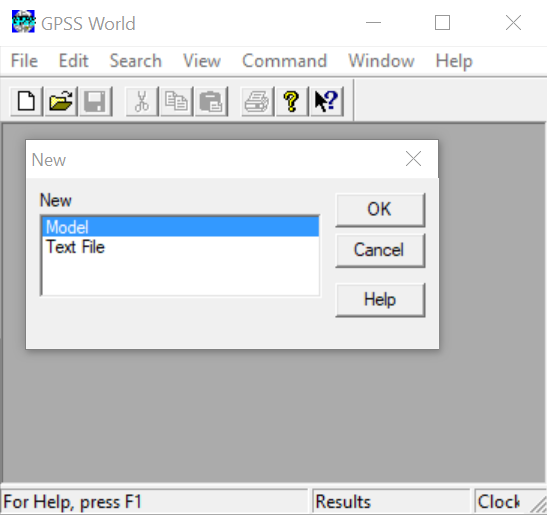 GPSS World
File Edit Search View Command Window Help
New
New
Model
Text File
OK
Cancel
Help
For Help, press F1 Results Clock